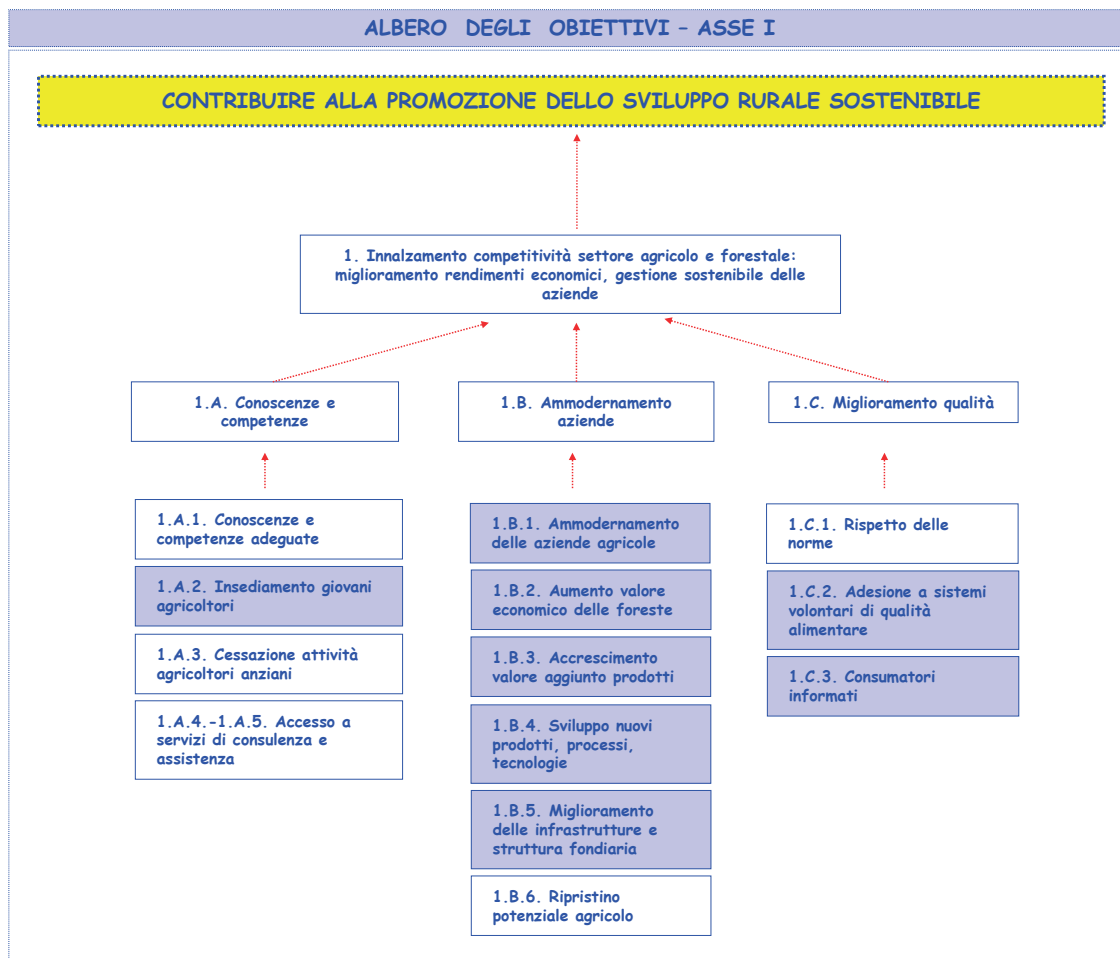 ALBERO DEGLI OBIETTIVI – ASSE I
CONTRIBUIRE ALLA PROMOZIONE DELLO SVILUPPO RURALE SOSTENIBILE
1. Innalzamento competitività settore agricolo e forestale:
miglioramento rendimenti economici, gestione sostenibile delle
aziende
1.A. Conoscenze e
competenze
1.B. Ammodernamento
aziende
1.C. Miglioramento qualità
1.A.1. Conoscenze e
competenze adeguate
1.A.2. Insediamento giovani
agricoltori
1.A.3. Cessazione attività
agricoltori anziani
1.A.4.-1.A.5. Accesso a
servizi di consulenza e
assistenza
1.B.1. Ammodernamento
delle aziende agricole
1.B.2. Aumento valore
economico delle foreste
1.B.3. Accrescimento
valore aggiunto prodotti
1.B.4. Sviluppo nuovi
prodotti, processi,
tecnologie
1.B.5. Miglioramento
delle infrastrutture e
struttura fondiaria
1.B.6. Ripristino
potenziale agricolo
1.C.1. Rispetto delle
norme
1.C.2. Adesione a sistemi
volontari di qualità
alimentare
1.C.3. Consumatori
informati